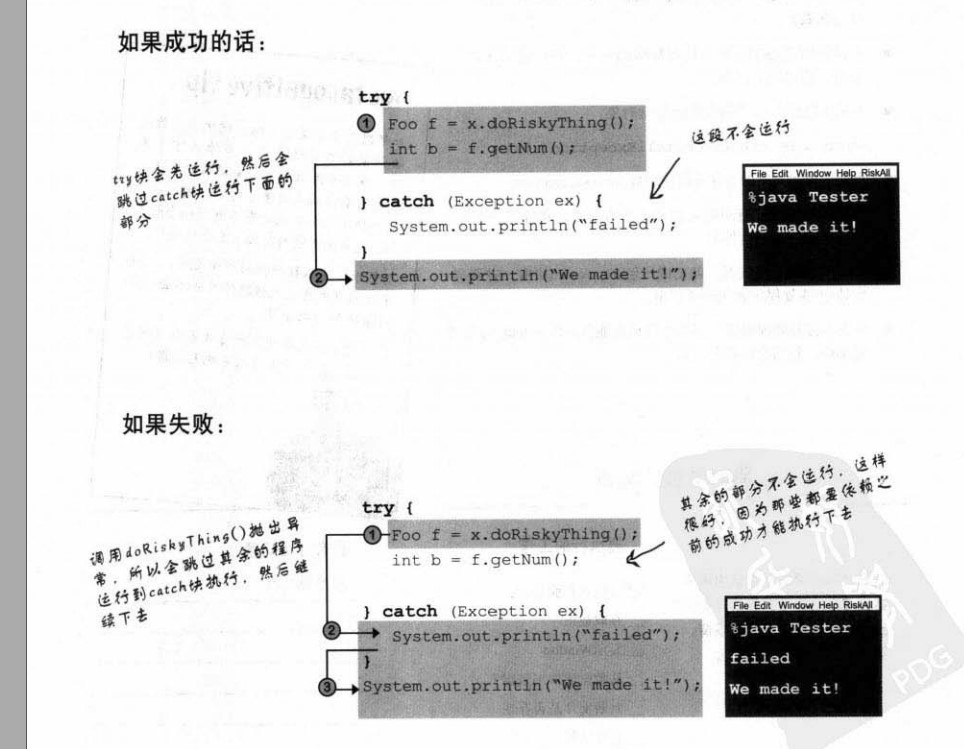 如果成功的话：
try {
① Foo f = x.doRiskyThing();
int b = f.getNum();
这段不会运行
try块会先运行，然后会
跳过catch块运行下面的
部分
} catch (Exception ex) {
System.out.println(“failed”);
}
② System.out.println(“We made it!”);
File Edit Window Help RiskAll
%java Tester
We made it!
如果失败：
try {
① Foo f = x.doRiskyThing();
int b = f.getNum();
其余的部分不会运行，这样
很好，因为那些都要依赖之
前的成功才能执行下去
调用doRiskyThing()抛出异
常，所以会跳过其余的程序
运行到catch块执行，然后继
续下去
} catch (Exception ex) {
② System.out.println(“failed”);
}
③ System.out.println(“We made it!”);
File Edit Window Help RiskAll
%java Tester
failed
We made it!
PDG